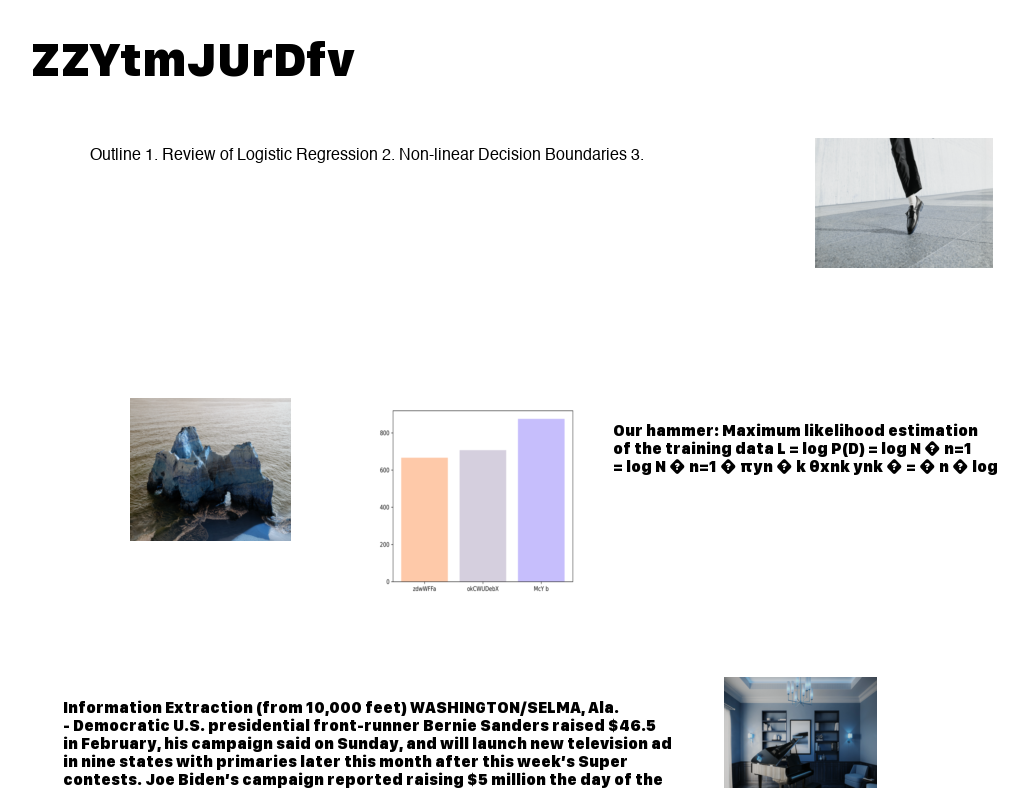 ZZYtmJUrDfv
Outline 1. Review of Logistic Regression 2. Non-linear Decision Boundaries 3.
800
600
400
200
0
zdwWFFa
okCWUDebX
McY b
Our hammer: Maximum likelihood estimation
of the training data L = log P(D) = log N � n=1
= log N � n=1 � πyn � k θxnk ynk � = � n � log
Information Extraction (from 10,000 feet) WASHINGTON/SELMA, Ala.
- Democratic U.S. presidential front-runner Bernie Sanders raised $46.5
in February, his campaign said on Sunday, and will launch new television ad
in nine states with primaries later this month after this week's Super
contests. Joe Biden's campaign reported raising $5 million the day of the